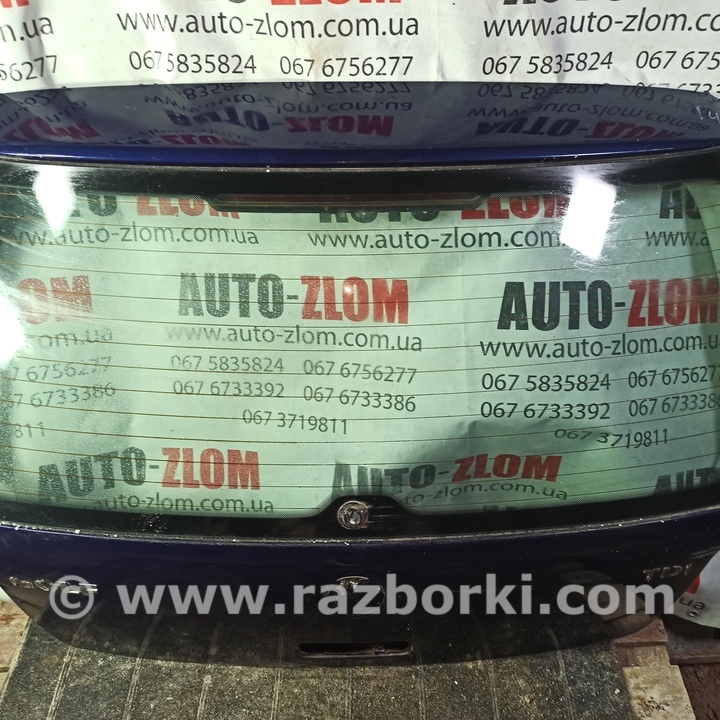 www.auto-zlom.com.ua
067 5835824 067 6756277
067 5835824 067 6756277
www.auto-zlom.com.ua
AUTO-ZLOM
www.auto-zlom.com.ua
www.auto-zlom.com.ua
AUTO-ZLOM AUTO-ZLOM
www.auto-zlom.com.ua www.auto-zlom.com.ua
067 5835824 067 6756277 067 5835824 067 6756277
067 6733392 067 6733386 067 6733392 067 6733386
067 3719811 067 3719811
AUTO-ZLOM AUTO-ZLOM
www.auto-zlom.com.ua www.auto-zlom.com.ua
TDI
© www.razborki.com